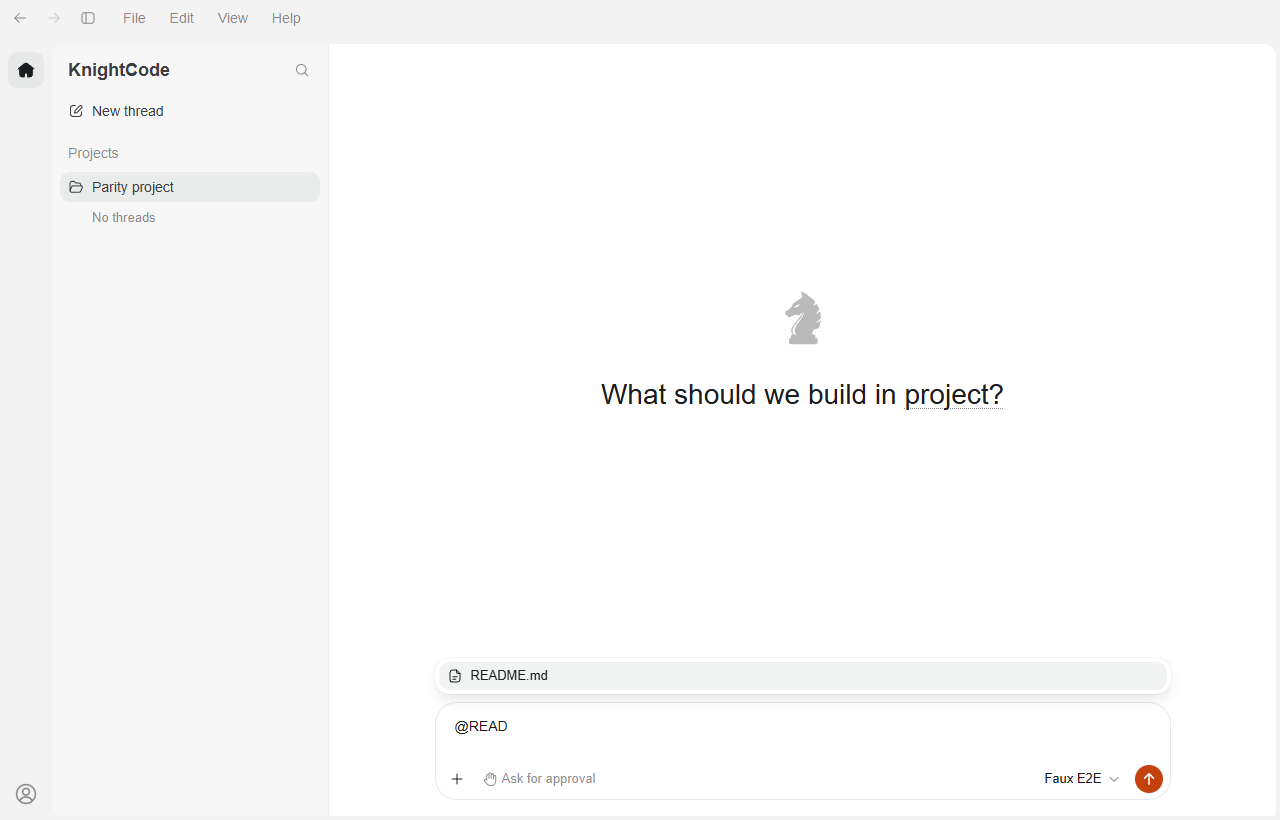 File Edit View Help
KnightCode
New thread
Projects
Parity project
No threads
What should we build in project?
README.md
@READ
Ask for approval
Faux E2E